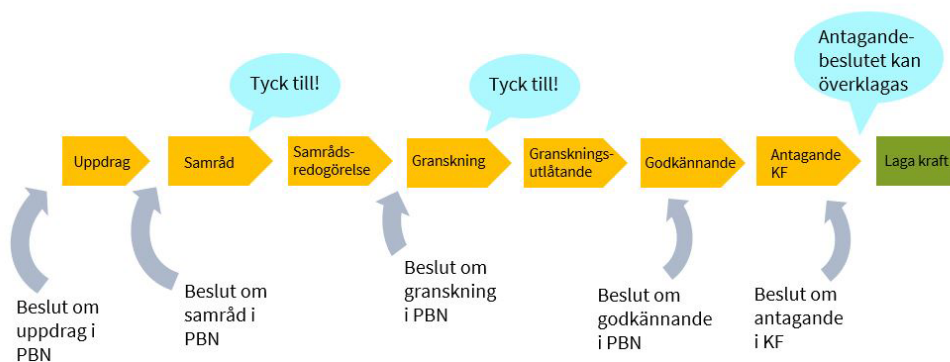 Tyck till!
Tyck till!
Antagande-
beslutet kan
överklagas
Uppdrag
Samråd
Samråds-
redogörelse
Granskning
Gransknings-
utlåtande
Godkännande
Antagande
KF
Laga kraft
Beslut om
uppdrag i
PBN
Beslut om
samråd i
PBN
Beslut om
granskning
i PBN
Beslut om
godkännande
i PBN
Beslut om
antagande
i KF